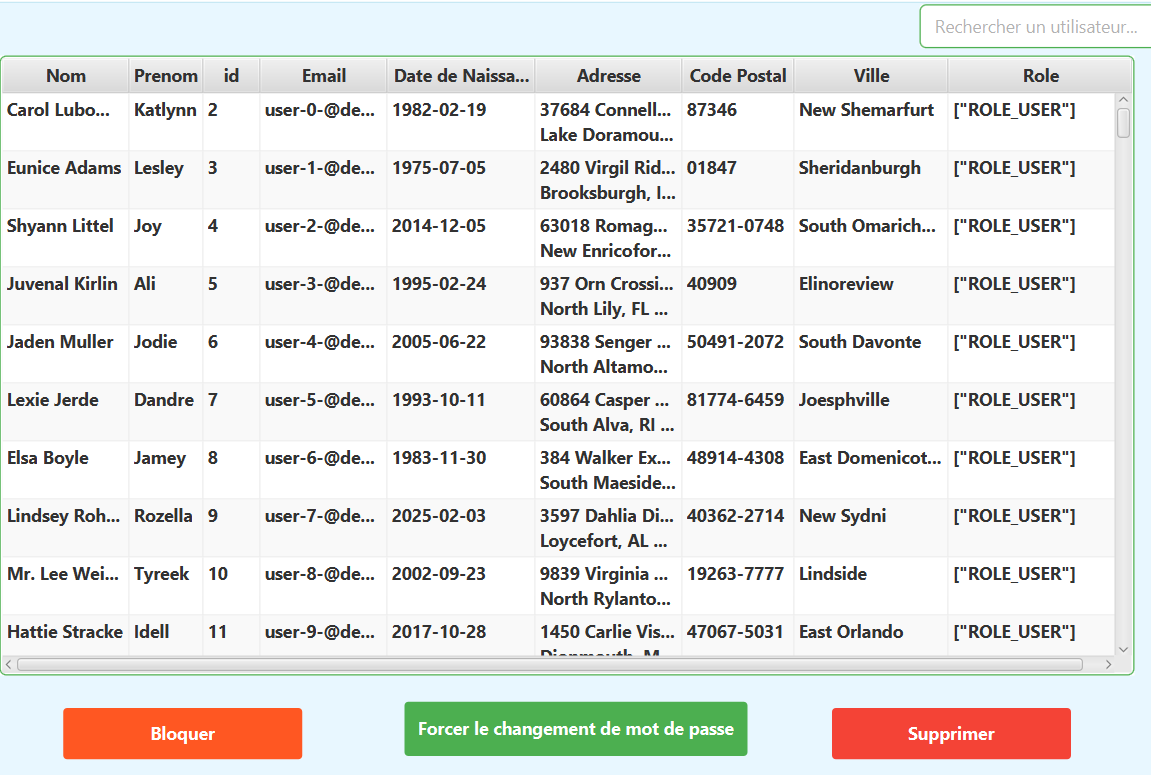 Rechercher un utilisateur...
Nom Prenom id Email Date de Naissa... Adresse Code Postal Ville Role
Carol Lubo... Katlynn 2 user-0-@de... 1982-02-19 37684 Connell... 87346 New Shemarfurt ["ROLE_USER"]
Lake Doramou...
Eunice Adams Lesley 3 user-1-@de... 1975-07-05 2480 Virgil Rid... 01847 Sheridanburgh ["ROLE_USER"]
Brooksburgh, I...
Shyann Littel Joy 4 user-2-@de... 2014-12-05 63018 Romag... 35721-0748 South Omarich... ["ROLE_USER"]
New Enricofor...
Juvenal Kirlin Ali 5 user-3-@de... 1995-02-24 937 Orn Crossi... 40909 Elinoreview ["ROLE_USER"]
North Lily, FL ...
Jaden Muller Jodie 6 user-4-@de... 2005-06-22 93838 Senger ... 50491-2072 South Davonte ["ROLE_USER"]
North Altamo...
Lexie Jerde Dandre 7 user-5-@de... 1993-10-11 60864 Casper ... 81774-6459 Joesphville ["ROLE_USER"]
South Alva, RI ...
Elsa Boyle Jamey 8 user-6-@de... 1983-11-30 384 Walker Ex... 48914-4308 East Domenicot... ["ROLE_USER"]
South Maeside...
Lindsey Roh... Rozella 9 user-7-@de... 2025-02-03 3597 Dahlia Di... 40362-2714 New Sydni ["ROLE_USER"]
Loycefort, AL ...
Mr. Lee Wei... Tyreek 10 user-8-@de... 2002-09-23 9839 Virginia ... 19263-7777 Lindside ["ROLE_USER"]
North Rylanto...
Hattie Stracke Idell 11 user-9-@de... 2017-10-28 1450 Carlie Vis... 47067-5031 East Orlando ["ROLE_USER"]
Bloquer
Forcer le changement de mot de passe
Supprimer